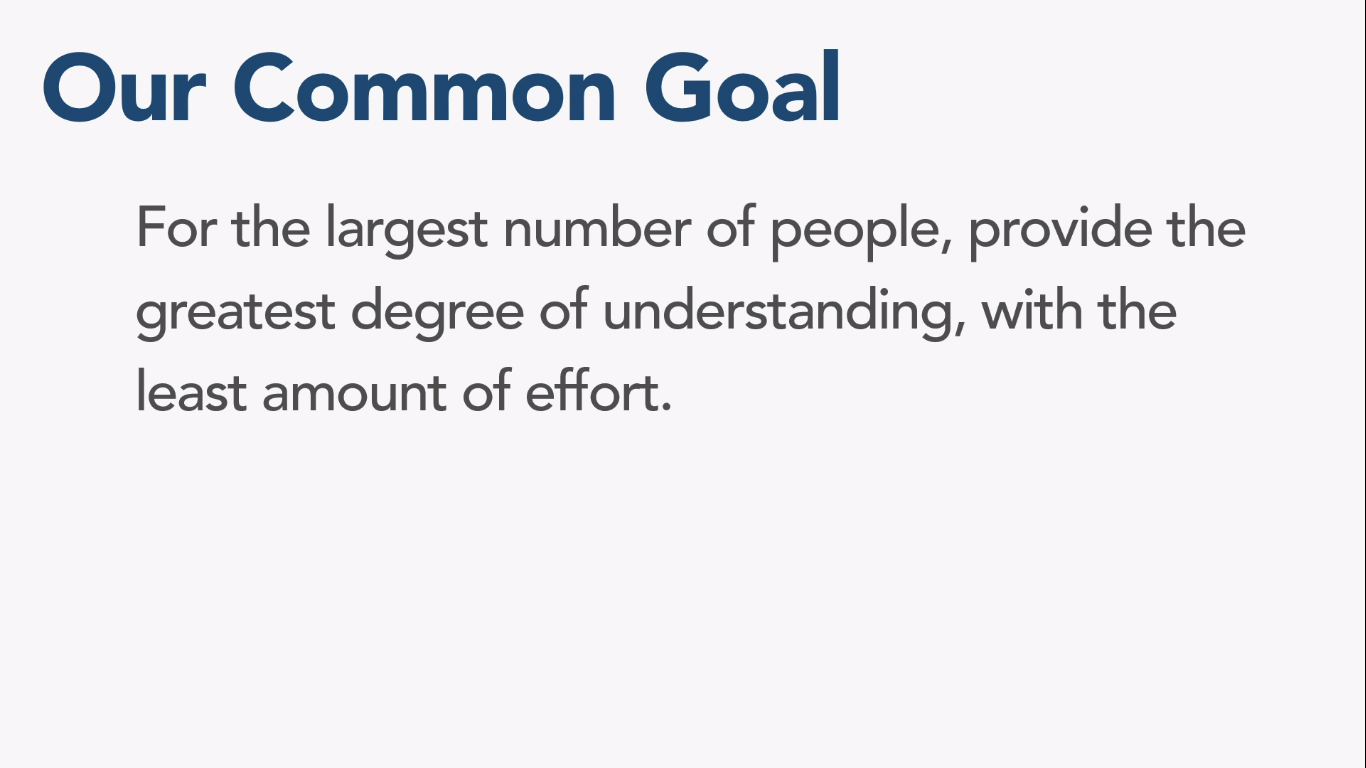 Our Common Goal
For the largest number of people, provide the
greatest degree of understanding, with the
least amount of effort.